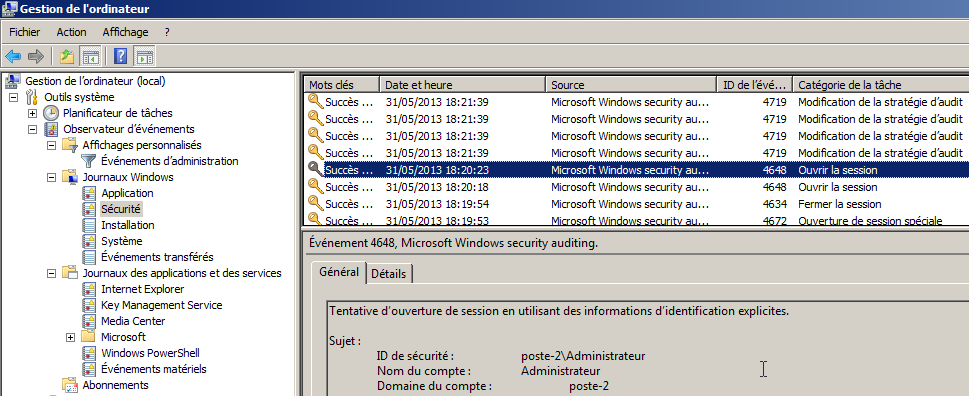 Gestion de l'ordinateur
Fichier Action Affichage ?
Gestion de l'ordinateur (local)
Outils système
Planificateur de tâches
Observateur d'événements
Affichages personnalisés
Événements d'administration
Journaux Windows
Application
Sécurité
Installation
Système
Événements transférés
Journaux des applications et des services
Internet Explorer
Key Management Service
Media Center
Microsoft
Windows PowerShell
Événements matériels
Abonnements
Mots clés Date et heure Source ID de l'évé... Catégorie de la tâche
Succès ... 31/05/2013 18:21:39 Microsoft Windows security au... 4719 Modification de la stratégie d'audit
Succès ... 31/05/2013 18:21:39 Microsoft Windows security au... 4719 Modification de la stratégie d'audit
Succès ... 31/05/2013 18:21:39 Microsoft Windows security au... 4719 Modification de la stratégie d'audit
Succès ... 31/05/2013 18:21:39 Microsoft Windows security au... 4719 Modification de la stratégie d'audit
Succès ... 31/05/2013 18:20:23 Microsoft Windows security au... 4648 Ouvrir la session
Succès ... 31/05/2013 18:20:18 Microsoft Windows security au... 4648 Ouvrir la session
Succès ... 31/05/2013 18:19:54 Microsoft Windows security au... 4634 Fermer la session
Succès ... 31/05/2013 18:19:53 Microsoft Windows security au... 4672 Ouverture de session spéciale
Événement 4648, Microsoft Windows security auditing.
Général Détails
Tentative d'ouverture de session en utilisant des informations d'identification explicites.
Sujet :
ID de sécurité : poste-2\Administrateur
Nom du compte : Administrateur
Domaine du compte : poste-2